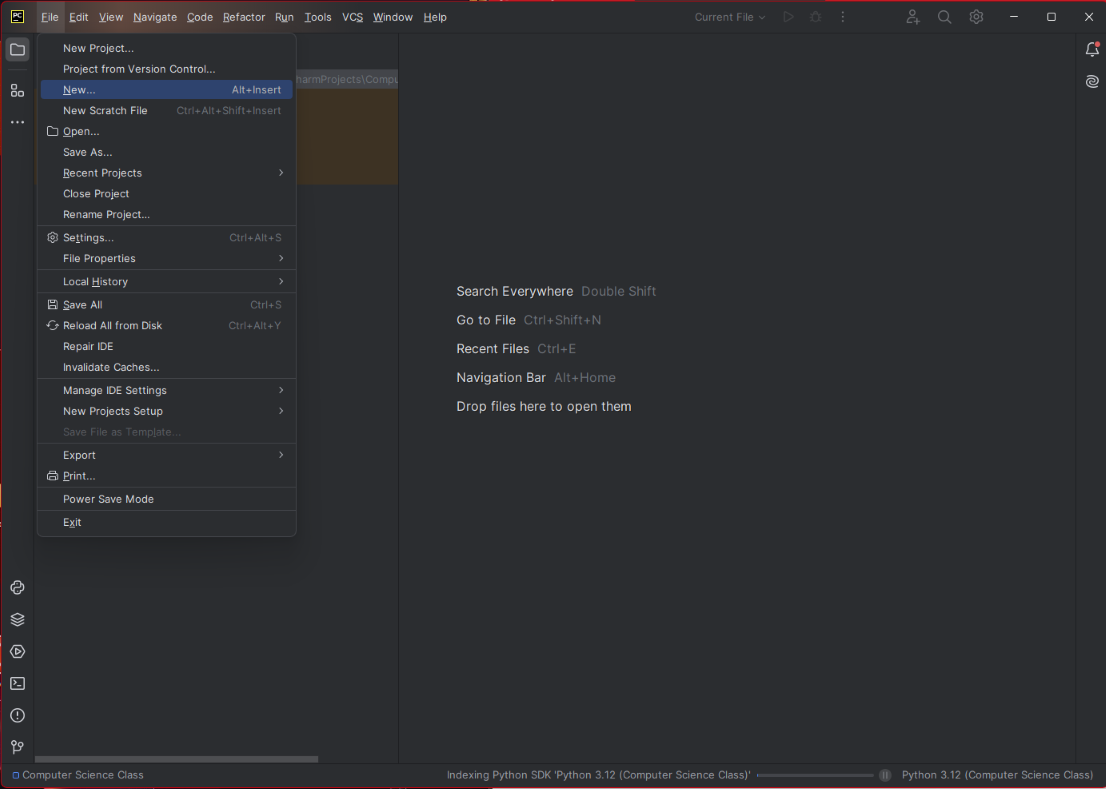 PC File Edit View Navigate Code Refactor Run Tools VCS Window Help Current File
New Project...
Project from Version Control...
New... Alt+Insert
New Scratch File Ctrl+Alt+Shift+Insert
Open...
Save As...
Recent Projects
Close Project
Rename Project...
Settings... Ctrl+Alt+S
File Properties
Local History
Save All Ctrl+S
Reload All from Disk Ctrl+Alt+Y
Repair IDE
Invalidate Caches...
Manage IDE Settings
New Projects Setup
Save File as Template...
Export
Print...
Power Save Mode
Exit
harmProjects\Compu
Search Everywhere Double Shift
Go to File Ctrl+Shift+N
Recent Files Ctrl+E
Navigation Bar Alt+Home
Drop files here to open them
Computer Science Class Indexing Python SDK 'Python 3.12 (Computer Science Class)' Python 3.12 (Computer Science Class)